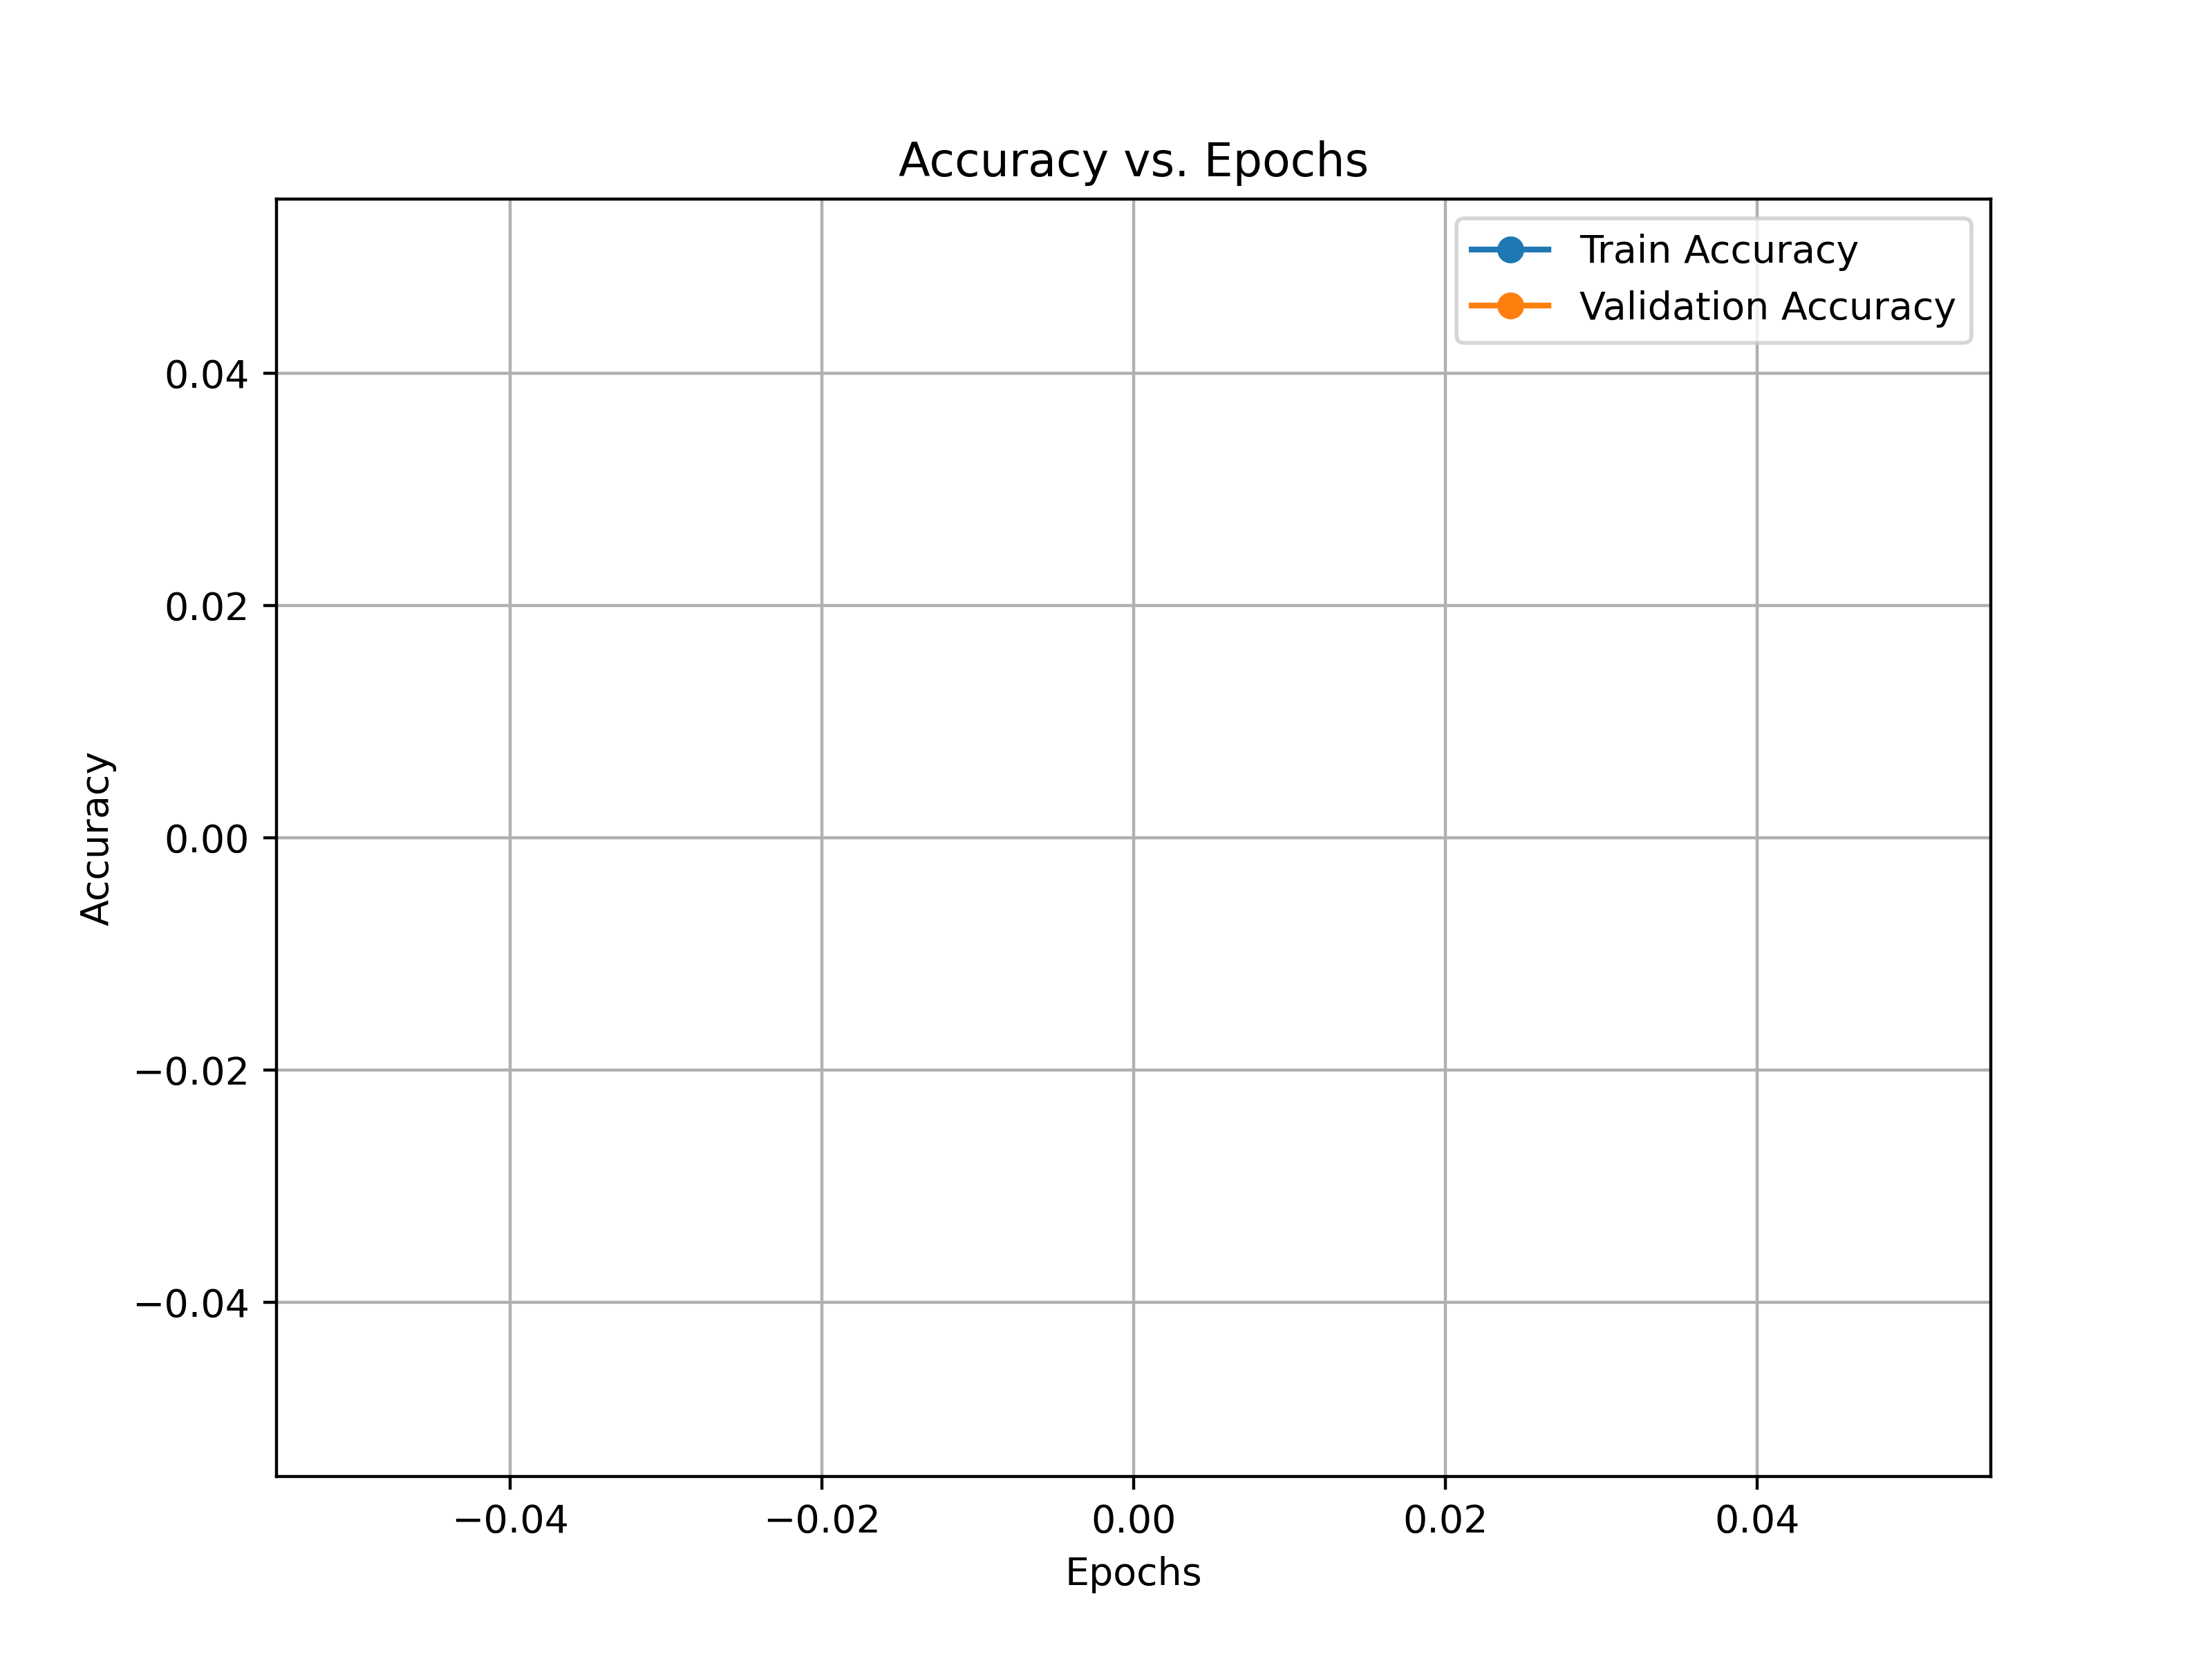 Accuracy vs. Epochs
Train Accuracy
Validation Accuracy
0.04
0.02
0.00
−0.02
−0.04
Accuracy
−0.04 −0.02 0.00 0.02 0.04
Epochs